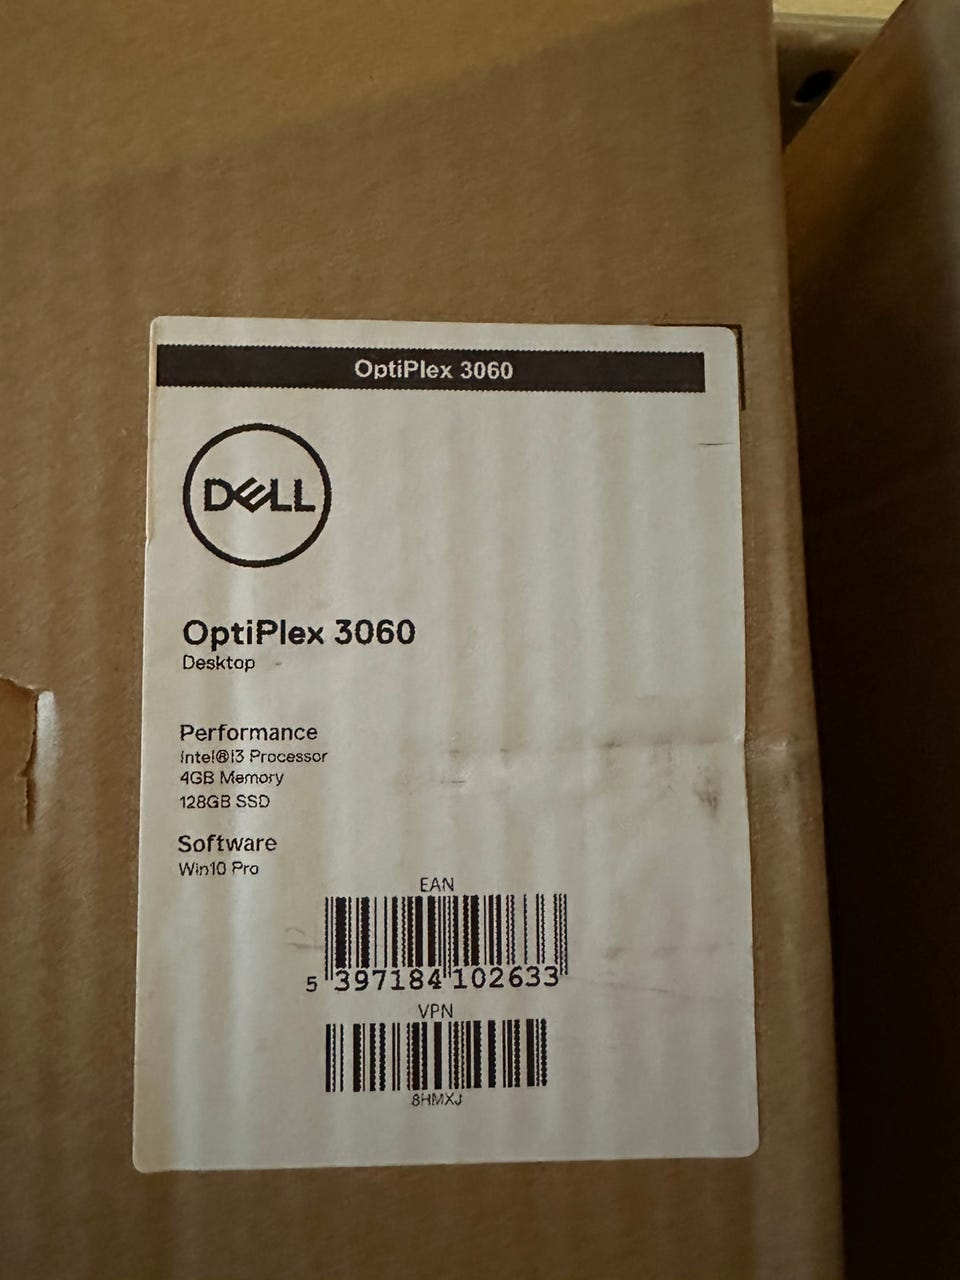 OptiPlex 3060
DELL
OptiPlex 3060
Desktop
Performance
Intel®i3 Processor
4GB Memory
128GB SSD
Software
Win10 Pro
EAN
5 397184 102633
VPN
8HMXJ